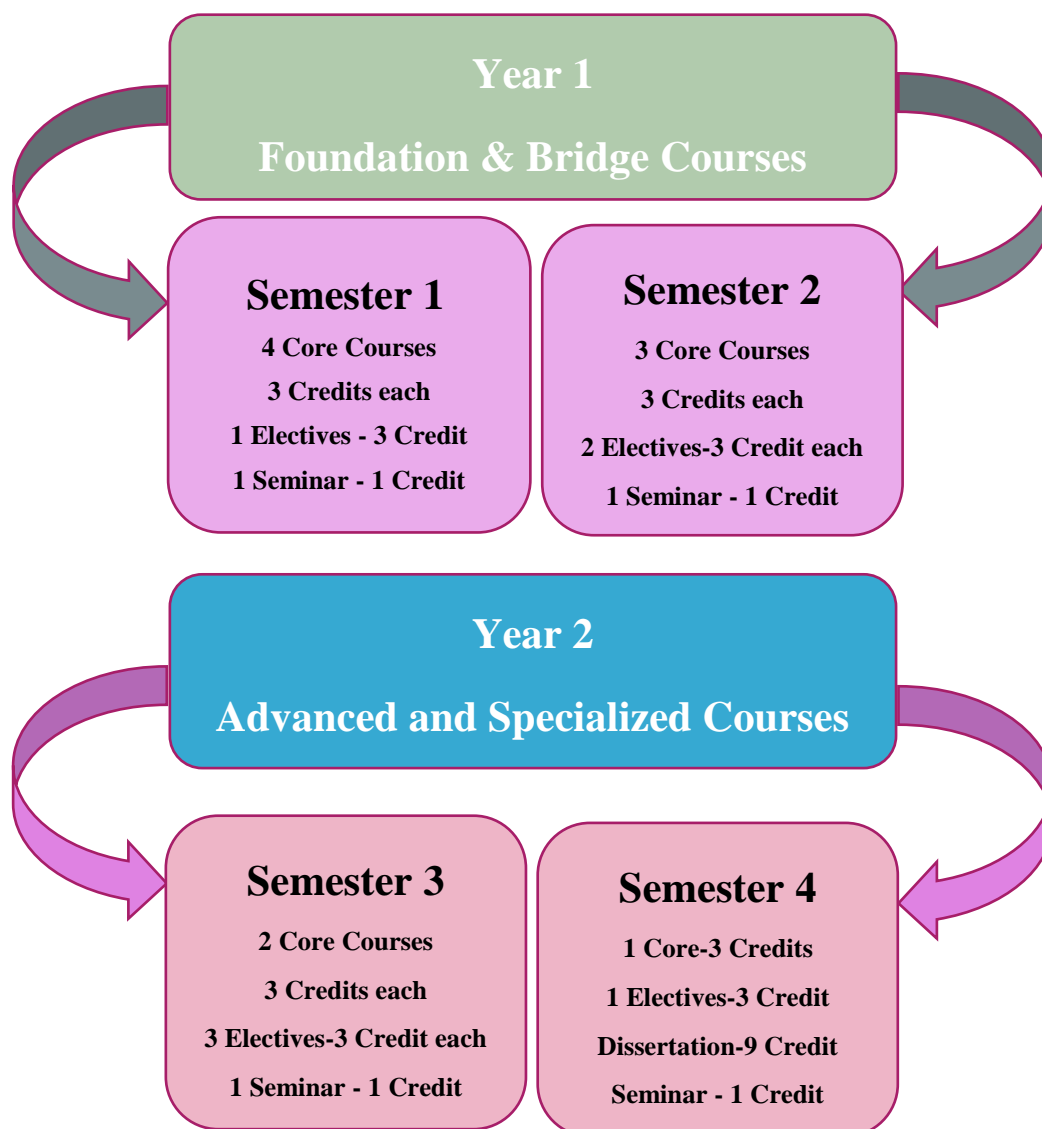 Year 1
Foundation & Bridge Courses
Semester 1
4 Core Courses
3 Credits each
1 Electives - 3 Credit
1 Seminar - 1 Credit
Semester 2
3 Core Courses
3 Credits each
2 Electives-3 Credit each
1 Seminar - 1 Credit
Year 2
Advanced and Specialized Courses
Semester 3
2 Core Courses
3 Credits each
3 Electives-3 Credit each
1 Seminar - 1 Credit
Semester 4
1 Core-3 Credits
1 Electives-3 Credit
Dissertation-9 Credit
Seminar - 1 Credit